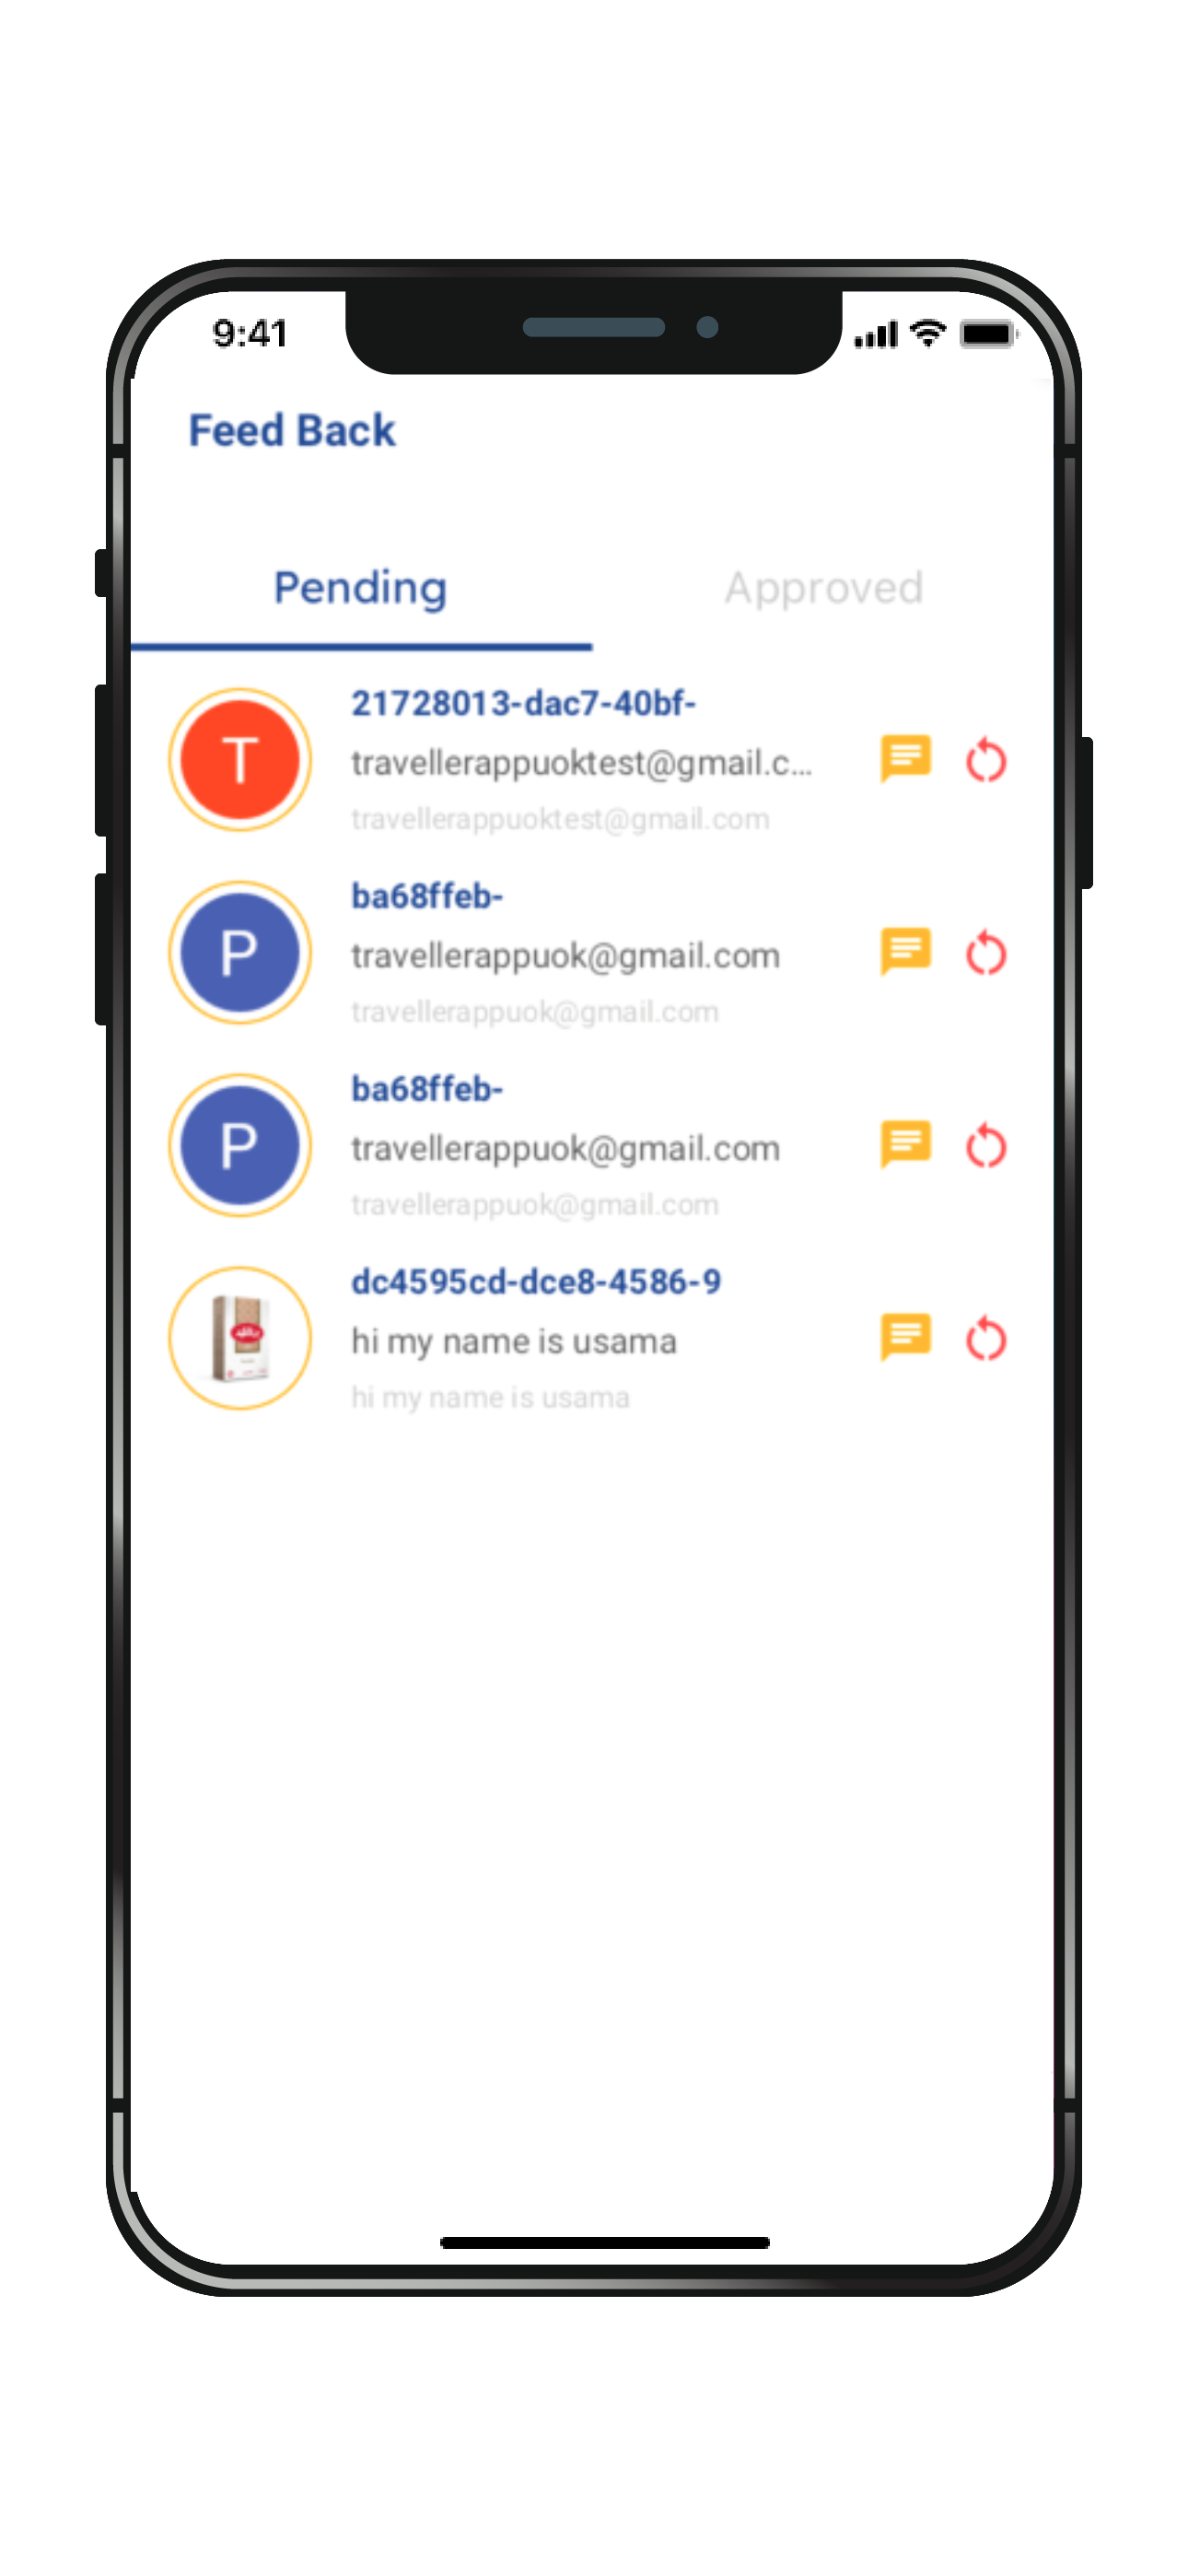 9:41
Feed Back
Pending
Approved
T
21728013-dac7-40bf-
travellerappuoktest@gmail.c...
travellerappuoktest@gmail.com
P
ba68ffeb-
travellerappuok@gmail.com
travellerappuok@gmail.com
P
ba68ffeb-
travellerappuok@gmail.com
travellerappuok@gmail.com
dc4595cd-dce8-4586-9
hi my name is usama
hi my name is usama